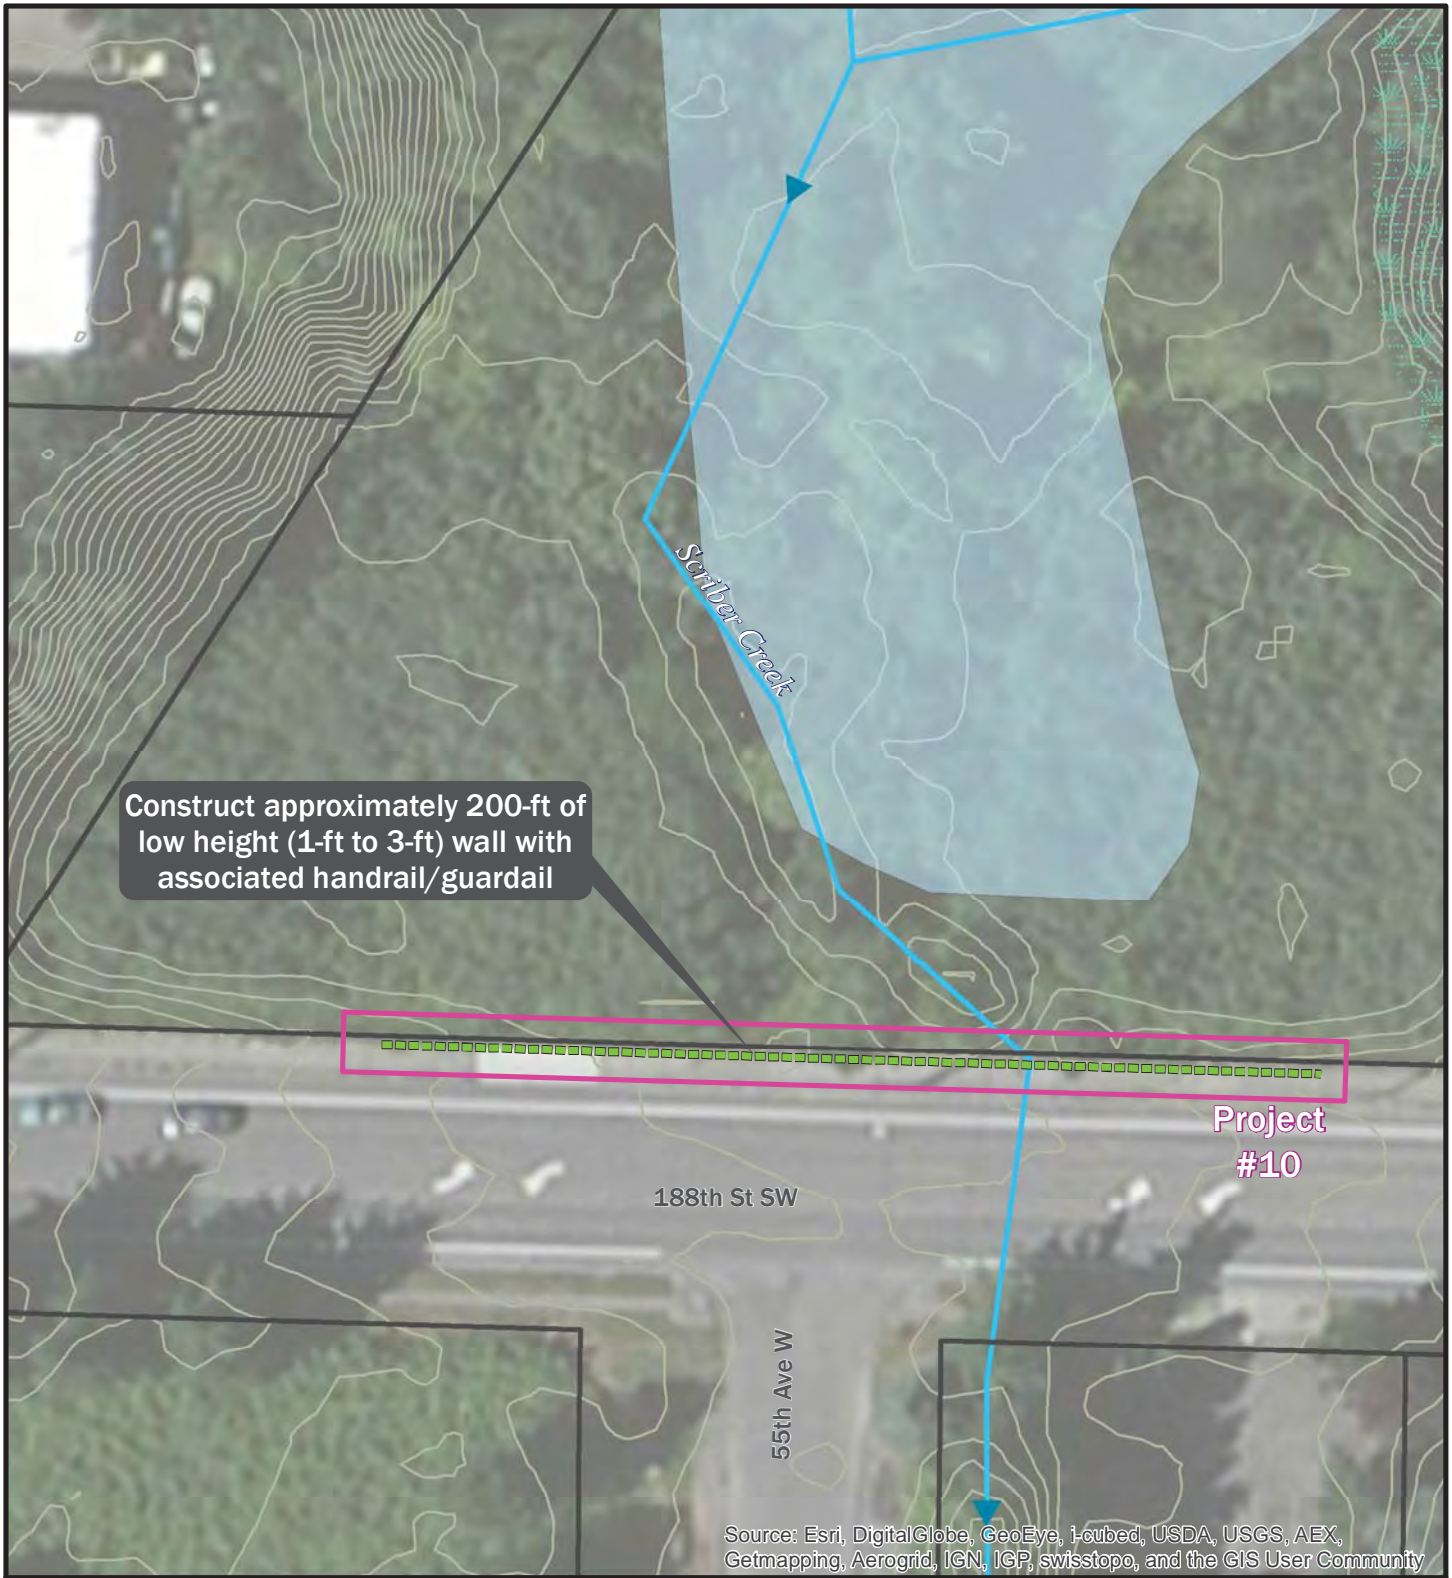 Scriber Creek
Construct approximately 200-ft of
low height (1-ft to 3-ft) wall with
associated handrail/guardail
Project
#10
188th St SW
55th Ave W
Source: Esri, DigitalGlobe, GeoEye, i-cubed, USDA, USGS, AEX,
Getmapping, Aerogrid, IGN, IGP, swisstopo, and the GIS User Community